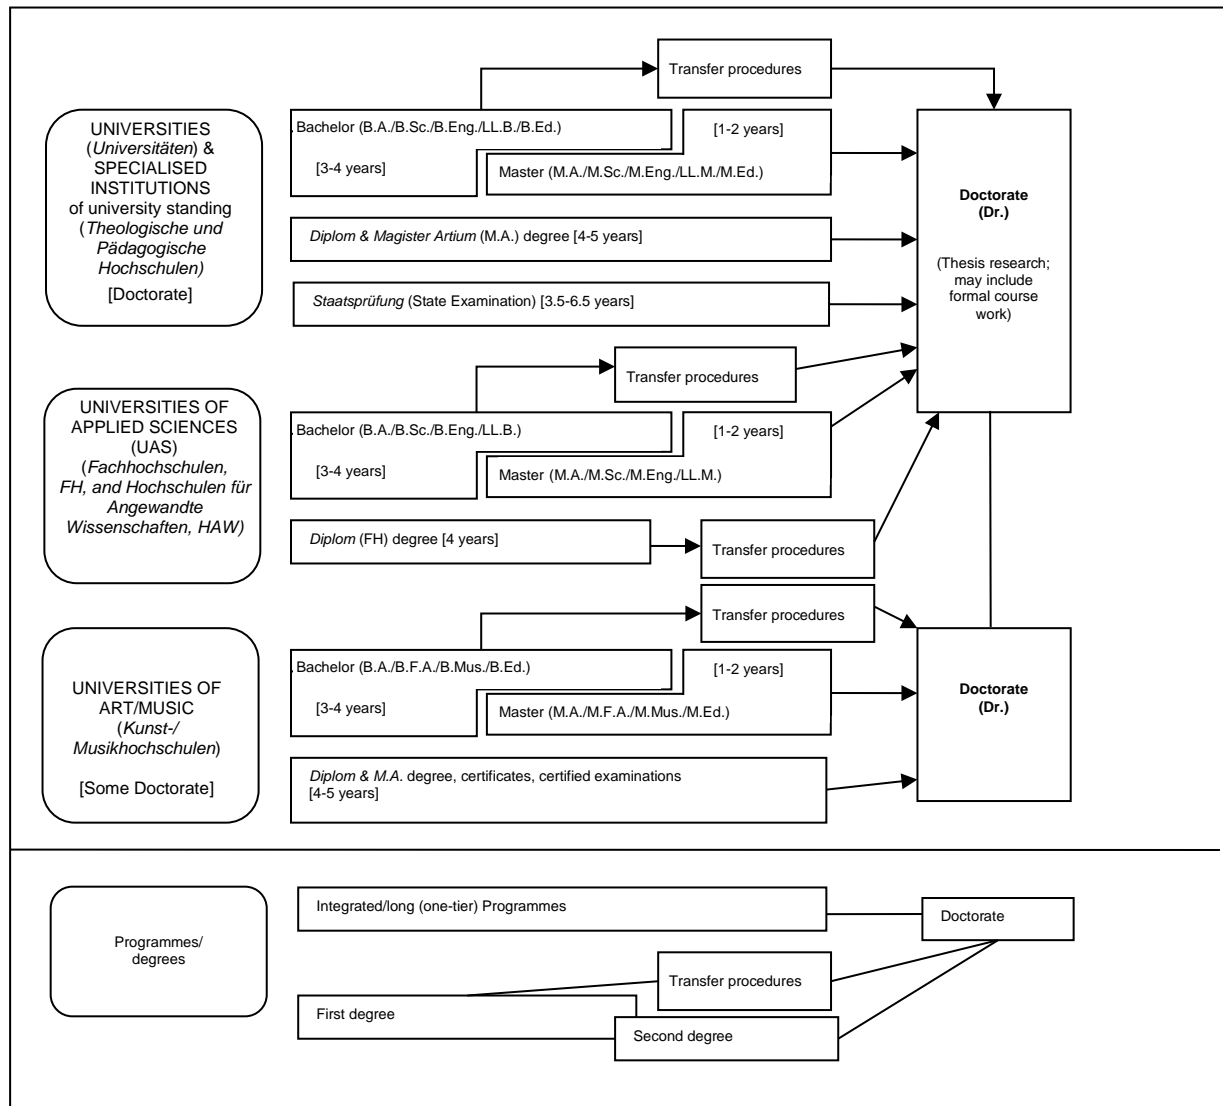 Transfer procedures
UNIVERSITIES
(Universitäten) &
SPECIALISED
INSTITUTIONS
of university standing
(Theologische und
Pädagogische
Hochschulen)
[Doctorate]
Bachelor (B.A./B.Sc./B.Eng./LL.B./B.Ed.)
[3-4 years]
[1-2 years]
Master (M.A./M.Sc./M.Eng./LL.M./M.Ed.)
Diplom & Magister Artium (M.A.) degree [4-5 years]
Staatsprüfung (State Examination) [3.5-6.5 years]
Doctorate
(Dr.)
(Thesis research;
may include
formal course
work)
Transfer procedures
UNIVERSITIES OF
APPLIED SCIENCES
(UAS)
(Fachhochschulen,
FH, and Hochschulen für
Angewandte
Wissenschaften, HAW)
Bachelor (B.A./B.Sc./B.Eng./LL.B.)
[3-4 years]
[1-2 years]
Master (M.A./M.Sc./M.Eng./LL.M.)
Diplom (FH) degree [4 years]
Transfer procedures
Transfer procedures
UNIVERSITIES OF
ART/MUSIC
(Kunst-/
Musikhochschulen)
[Some Doctorate]
Bachelor (B.A./B.F.A./B.Mus./B.Ed.)
[3-4 years]
[1-2 years]
Master (M.A./M.F.A./M.Mus./M.Ed.)
Diplom & M.A. degree, certificates, certified examinations
[4-5 years]
Doctorate
(Dr.)
Programmes/
degrees
Integrated/long (one-tier) Programmes
Doctorate
Transfer procedures
First degree
Second degree